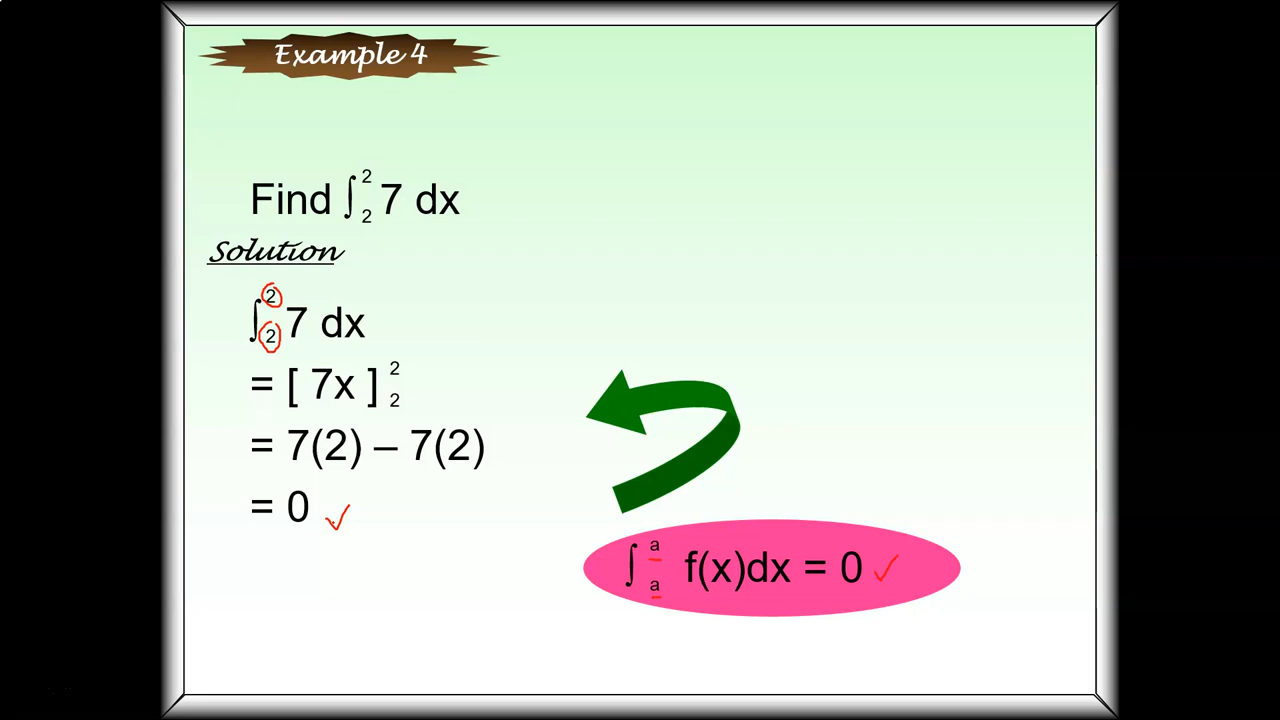 Example 4
Find ∫₂² 7 dx
Solution
∫₂² 7 dx
= [ 7x ]₂²
= 7(2) – 7(2)
= 0 ✓
∫ₐᵃ f(x)dx = 0 ✓